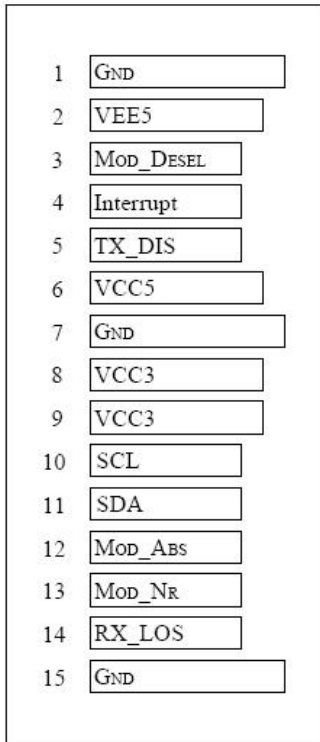 1 GND
2 VEE5
3 MOD_DESEL
4 Interrupt
5 TX_DIS
6 VCC5
7 GND
8 VCC3
9 VCC3
10 SCL
11 SDA
12 MOD_ABS
13 MOD_NR
14 RX_LOS
15 GND